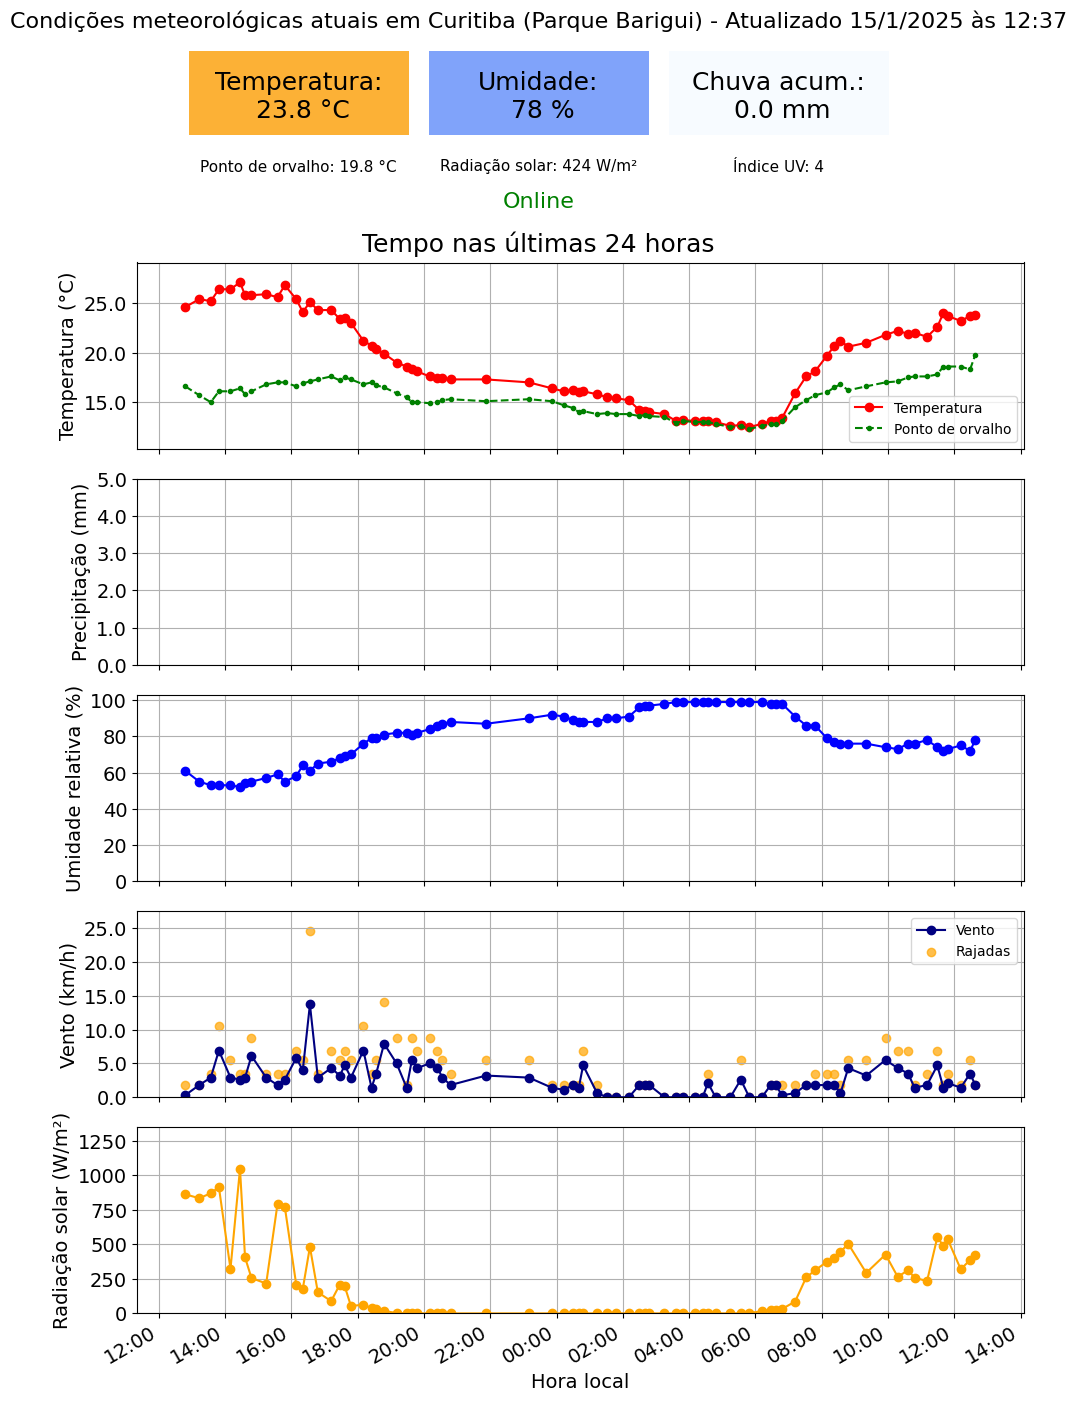 Condições meteorológicas atuais em Curitiba (Parque Barigui) - Atualizado 15/1/2025 às 12:37
Temperatura:
23.8 °C
Umidade:
78 %
Chuva acum.:
0.0 mm
Ponto de orvalho: 19.8 °C
Radiação solar: 424 W/m²
Índice UV: 4
Online
Tempo nas últimas 24 horas
Temperatura (°C)
25.0
20.0
15.0
Temperatura
Ponto de orvalho
Precipitação (mm)
5.0
4.0
3.0
2.0
1.0
0.0
Umidade relativa (%)
100
80
60
40
20
0
Vento (km/h)
25.0
20.0
15.0
10.0
5.0
0.0
Vento
Rajadas
Radiação solar (W/m²)
1250
1000
750
500
250
0
12:00
14:00
16:00
18:00
20:00
22:00
00:00
02:00
04:00
06:00
08:00
10:00
12:00
14:00
Hora local